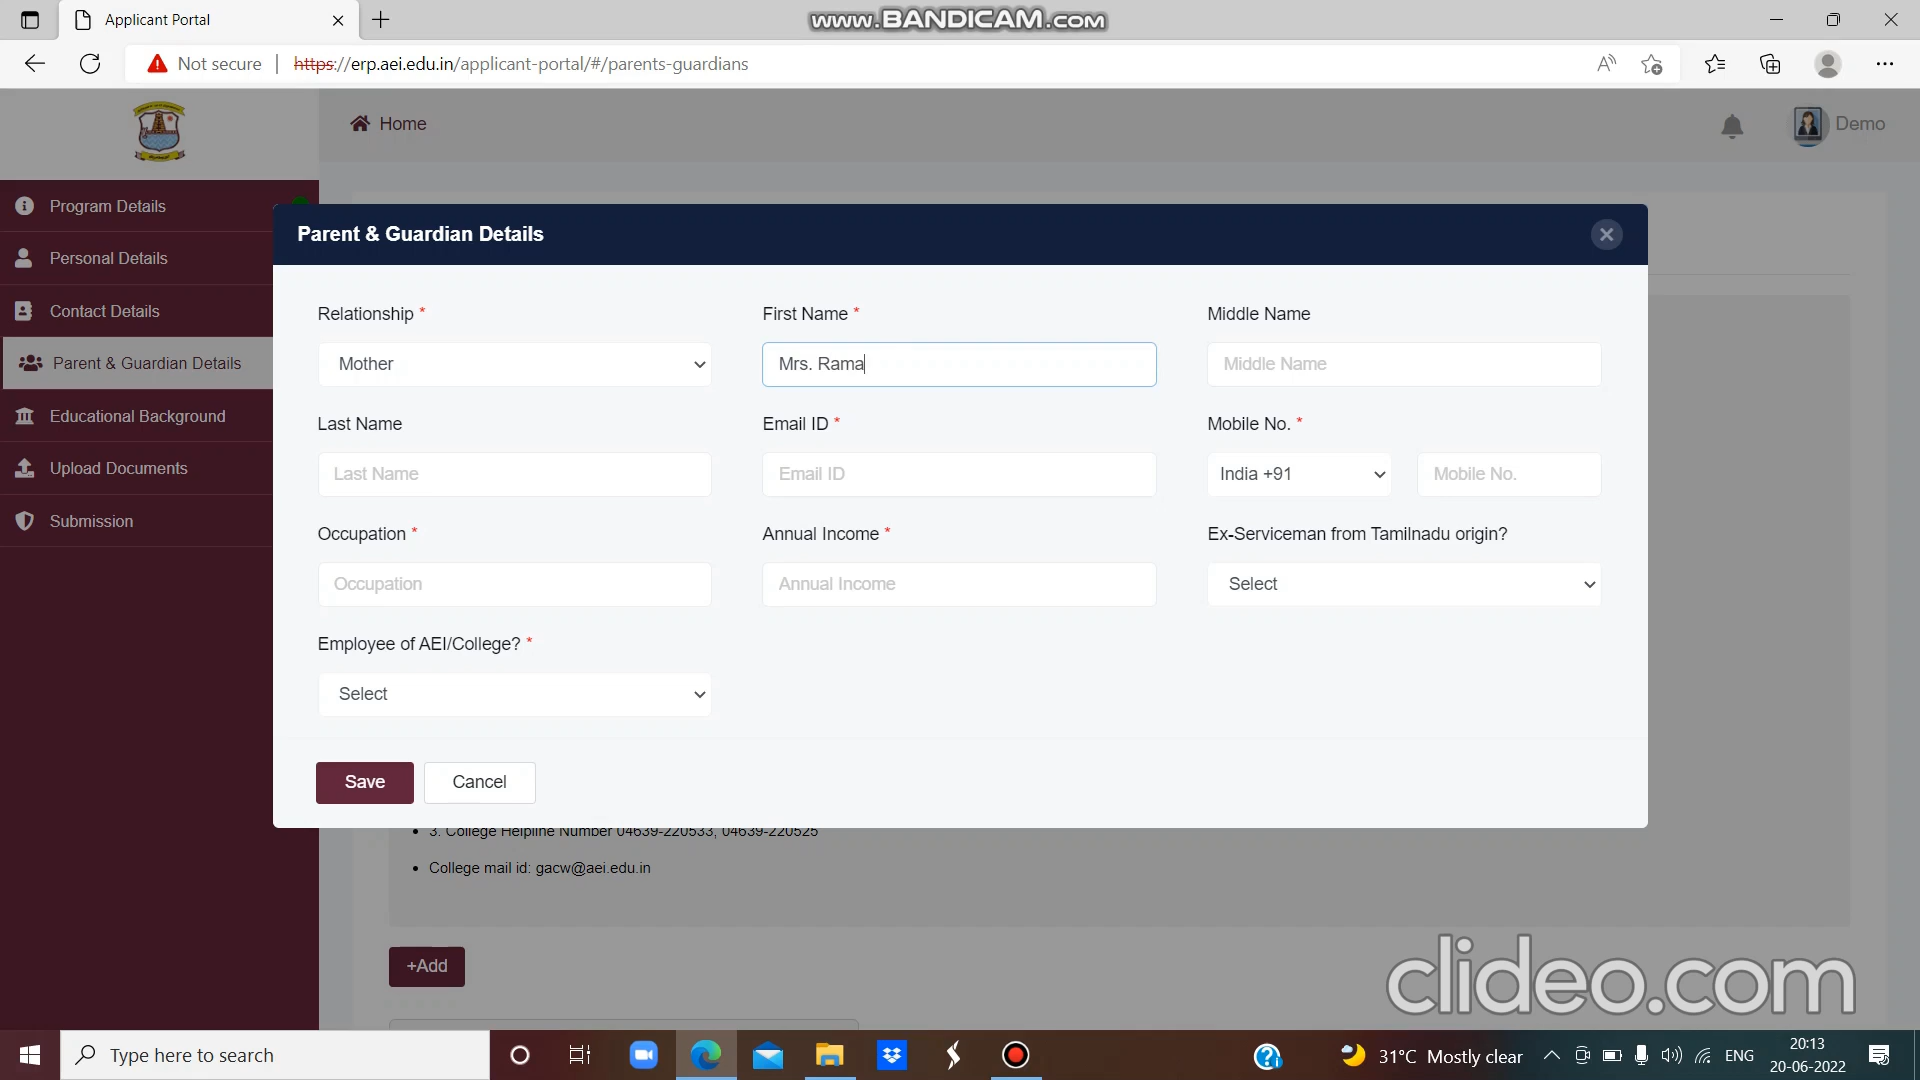 Applicant Portal
www.BANDICAM.com
Not secure
https://erp.aei.edu.in/applicant-portal/#/parents-guardians
Home
Demo
Program Details
Personal Details
Contact Details
Parent & Guardian Details
Educational Background
Upload Documents
Submission
Parent & Guardian Details
Relationship *
First Name *
Middle Name
Mother
Mrs. Rama
Middle Name
Last Name
Email ID *
Mobile No. *
Last Name
Email ID
India +91
Mobile No.
Occupation *
Annual Income *
Ex-Serviceman from Tamilnadu origin?
Occupation
Annual Income
Select
Employee of AEI/College? *
Select
Save
Cancel
3. College Helpline Number 04639-220533, 04639-220525
College mail id: gacw@aei.edu.in
+Add
clideo.com
Type here to search
31°C Mostly clear
ENG
20:13
20-06-2022